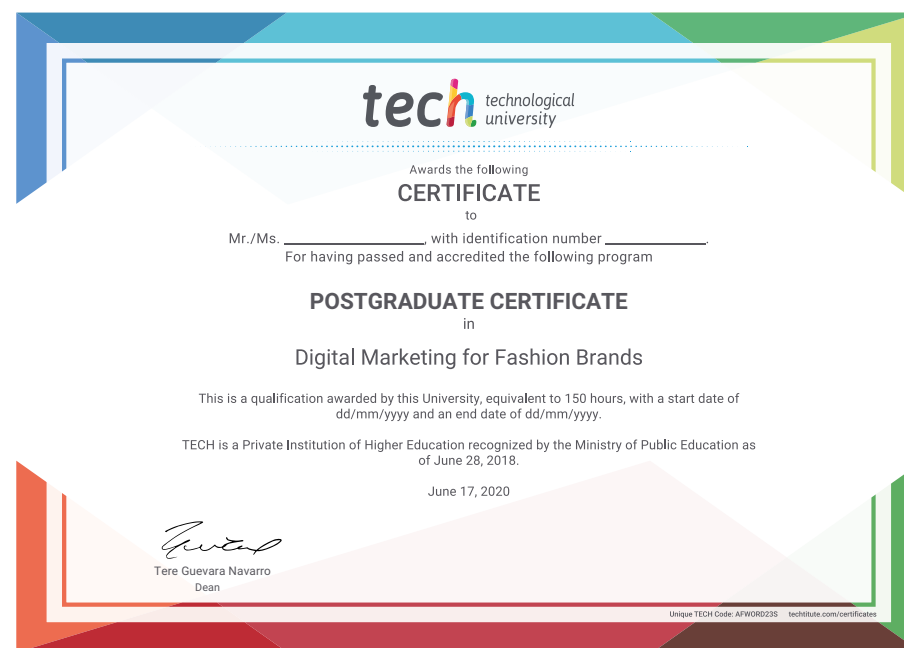 tech technological
university
Awards the following
CERTIFICATE
to
Mr./Ms. ____________________, with identification number ______________.
For having passed and accredited the following program
POSTGRADUATE CERTIFICATE
in
Digital Marketing for Fashion Brands
This is a qualification awarded by this University, equivalent to 150 hours, with a start date of
dd/mm/yyyy and an end date of dd/mm/yyyy.
TECH is a Private Institution of Higher Education recognized by the Ministry of Public Education as
of June 28, 2018.
June 17, 2020
Tere Guevara Navarro
Dean
Unique TECH Code: AFWORD23S techtitute.com/certificates